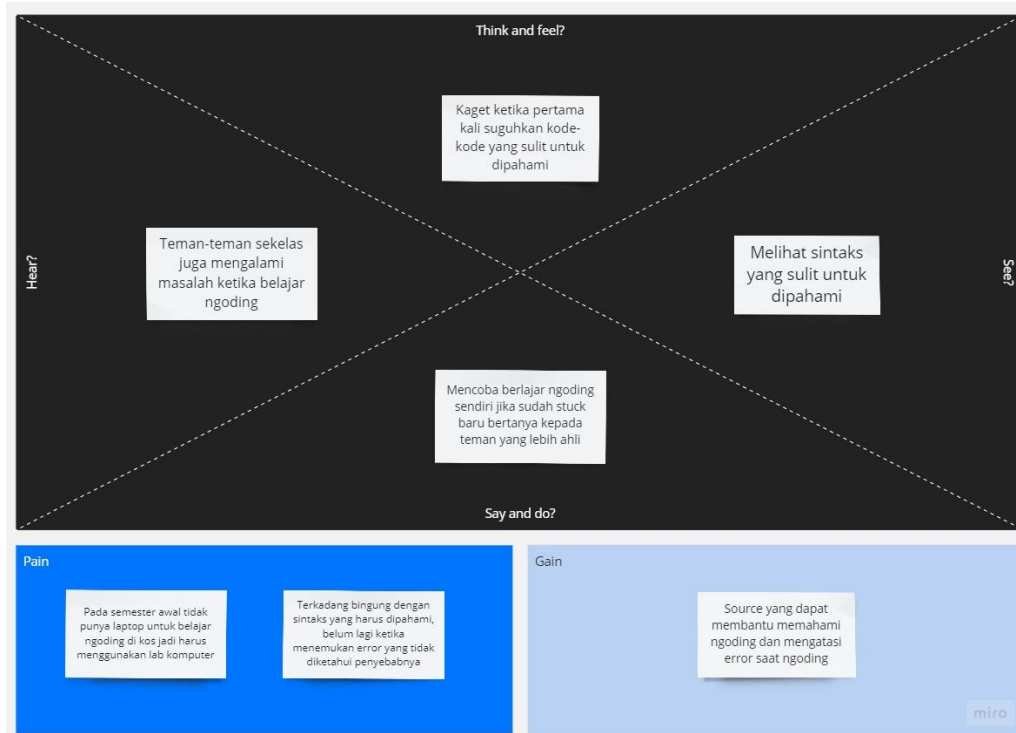 Think and feel?
Kaget ketika pertama
kali suguhkan kode-
kode yang sulit untuk
dipahami
Hear?
Teman-teman sekelas
juga mengalami
masalah ketika belajar
ngoding
Melihat sintaks
yang sulit untuk
dipahami
See?
Mencoba berlajar ngoding
sendiri jika sudah stuck
baru bertanya kepada
teman yang lebih ahli
Say and do?
Pain
Pada semester awal tidak
punya laptop untuk belajar
ngoding di kos jadi harus
menggunakan lab komputer
Terkadang bingung dengan
sintaks yang harus dipahami,
belum lagi ketika
menemukan error yang tidak
diketahui penyebabnya
Gain
Source yang dapat
membantu memahami
ngoding dan mengatasi
error saat ngoding
miro